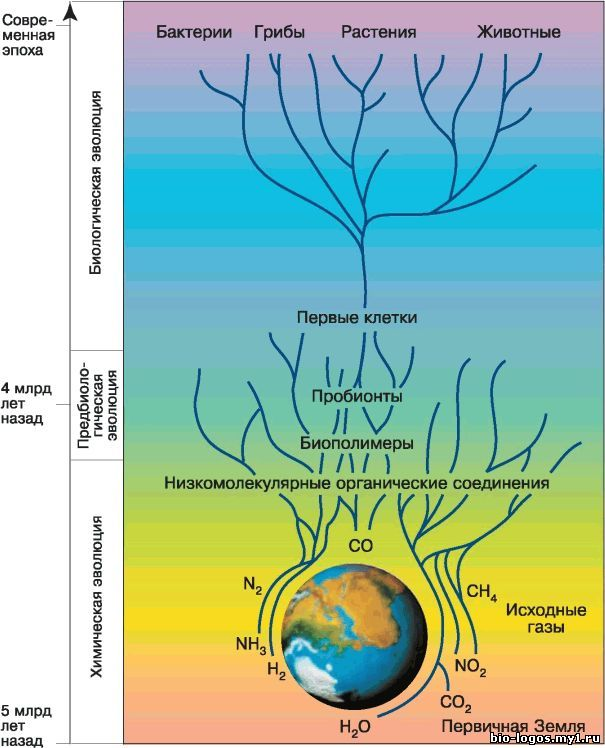 Совре-
менная
эпоха
Бактерии Грибы Растения Животные
Биологическая эволюция
Первые клетки
4 млрд
лет
назад
Предбиоло-
гическая
эволюция
Пробионты
Биополимеры
Низкомолекулярные органические соединения
Химическая эволюция
CO
N2
CH4
Исходные
газы
NH3
H2
NO2
CO2
H2O
Первичная Земля
5 млрд
лет
назад
bio-logos.my1.ru